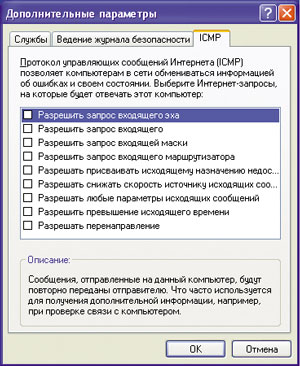 Дополнительные параметры
Службы
Ведение журнала безопасности
ICMP
Протокол управляющих сообщений Интернета (ICMP)
позволяет компьютерам в сети обмениваться информацией
об ошибках и своем состоянии. Выберите Интернет-запросы,
на которые будет отвечать этот компьютер:
Разрешить запрос входящего эха
Разрешить запрос входящего
Разрешить запрос входящей маски
Разрешить запрос входящего маршрутизатора
Разрешать присваивать исходящему назначению недос...
Разрешать снижать скорость источнику исходящих соо...
Разрешать любые параметры исходящих сообщений
Разрешить превышение исходящего времени
Разрешать перенаправление
Описание:
Сообщения, отправленные на данный компьютер, будут
повторно переданы отправителю. Что часто используется
для получения дополнительной информации, например,
при проверке связи с компьютером.
OK
Отмена